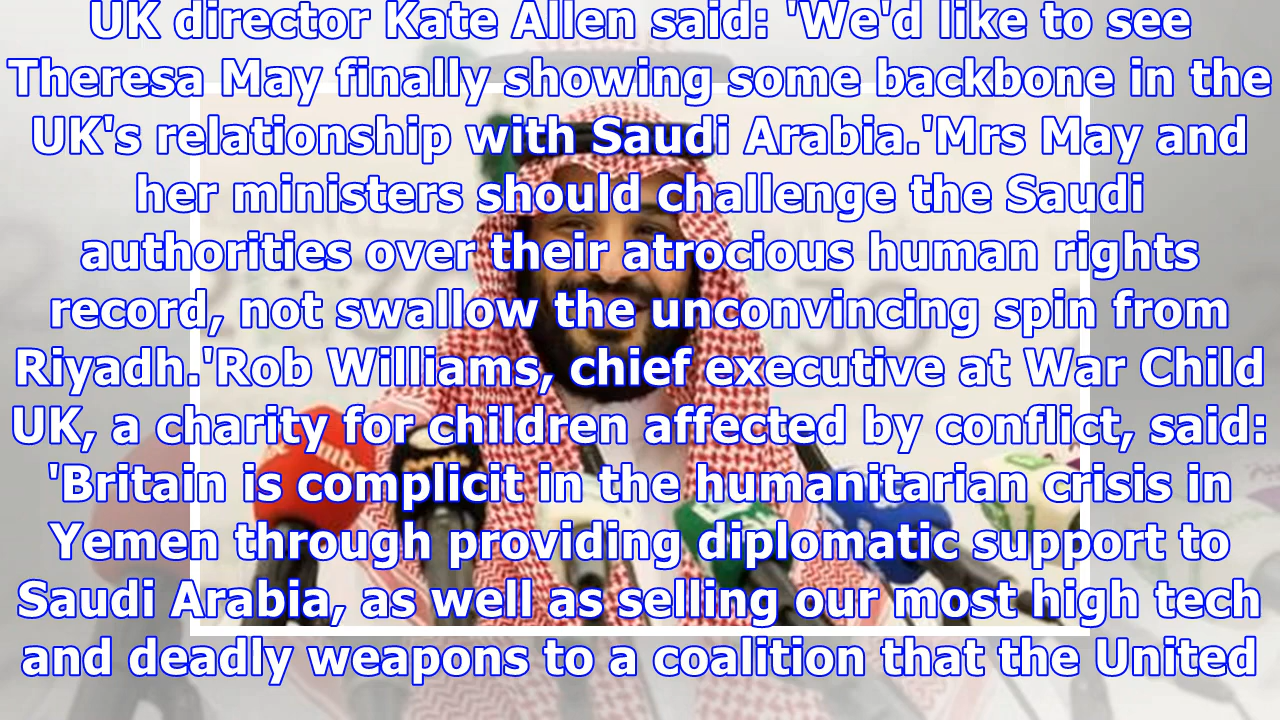 UK director Kate Allen said: 'We'd like to see
Theresa May finally showing some backbone in the
UK's relationship with Saudi Arabia.'Mrs May and
her ministers should challenge the Saudi
authorities over their atrocious human rights
record, not swallow the unconvincing spin from
Riyadh.'Rob Williams, chief executive at War Child
UK, a charity for children affected by conflict, said:
'Britain is complicit in the humanitarian crisis in
Yemen through providing diplomatic support to
Saudi Arabia, as well as selling our most high tech
and deadly weapons to a coalition that the United